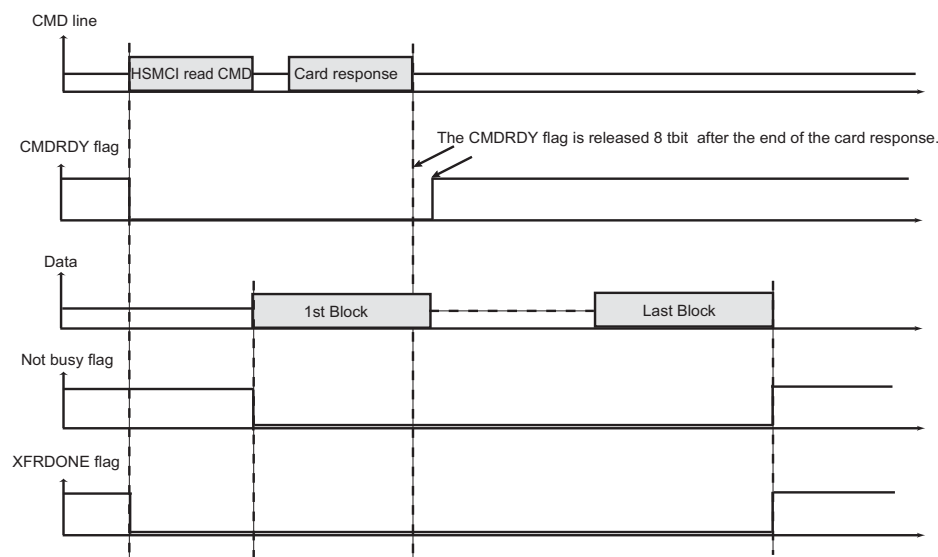 CMD line
HSMCI read CMD
Card response
CMDRDY flag
The CMDRDY flag is released 8 tbit after the end of the card response.
Data
1st Block
Last Block
Not busy flag
XFRDONE flag